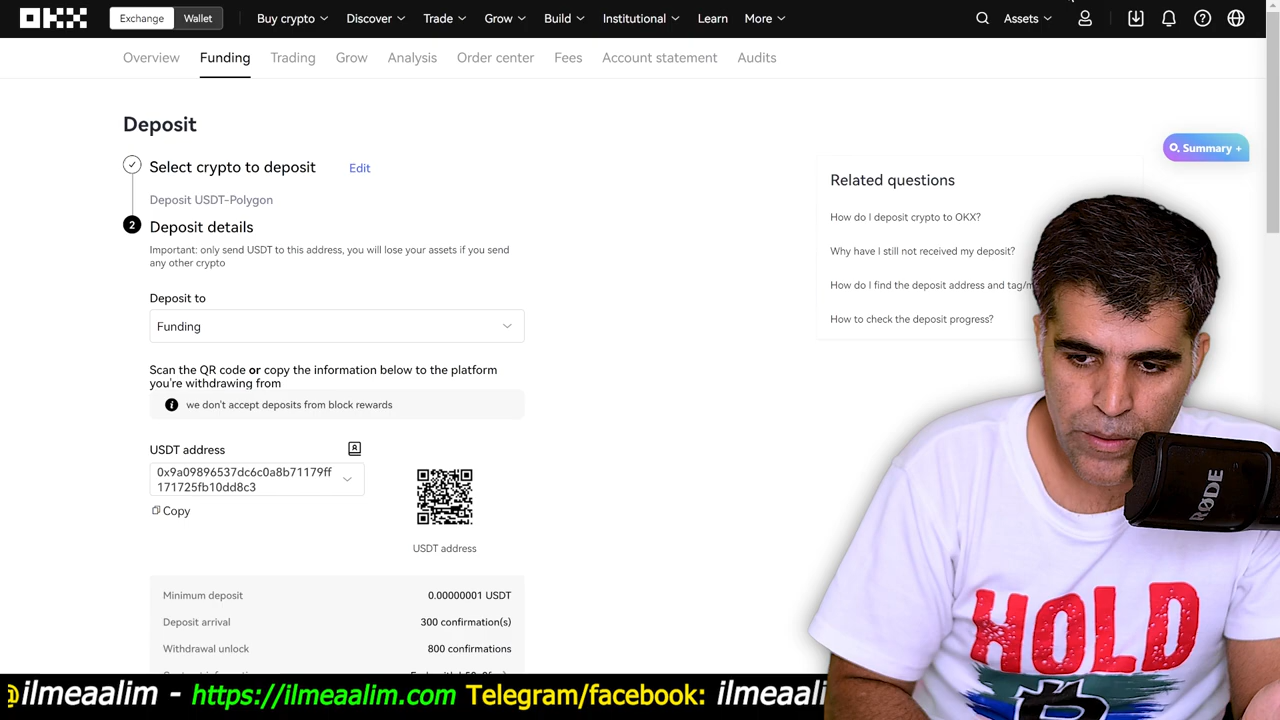 OKX Exchange Wallet Buy crypto Discover Trade Grow Build Institutional Learn More Assets
Overview Funding Trading Grow Analysis Order center Fees Account statement Audits
Deposit
Select crypto to deposit Edit
Deposit USDT-Polygon
2 Deposit details
Important: only send USDT to this address, you will lose your assets if you send
any other crypto
Deposit to
Funding
Scan the QR code or copy the information below to the platform
you're withdrawing from
we don't accept deposits from block rewards
USDT address
0x9a09896537dc6c0a8b71179ff
171725fb10dd8c3
Copy
USDT address
Minimum deposit 0.00000001 USDT
Deposit arrival 300 confirmation(s)
Withdrawal unlock 800 confirmations
Summary +
Related questions
How do I deposit crypto to OKX?
Why have I still not received my deposit?
How do I find the deposit address and tag/m
How to check the deposit progress?
RØDE
HOLD
@ilmeaalim - https://ilmeaalim.com Telegram/facebook: ilmeaali